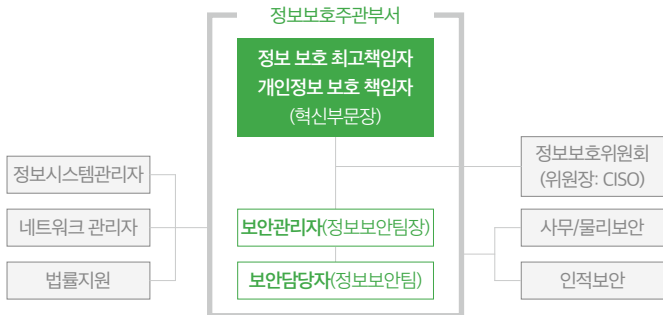 정보보호주관부서
정보 보호 최고책임자
개인정보 보호 책임자
(혁신부문장)
정보시스템관리자
네트워크 관리자
법률지원
보안관리자(정보보안팀장)
보안담당자(정보보안팀)
정보보호위원회
(위원장: CISO)
사무/물리보안
인적보안